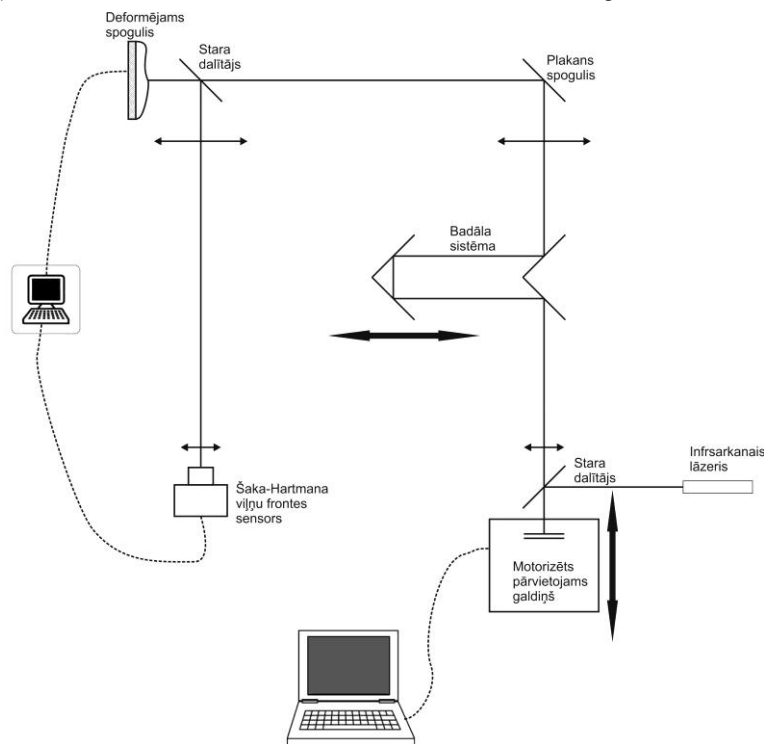 Deformējams
spogulis
Stara
dalītājs
Plakans
spogulis
Badāla
sistēma
Stara
dalītājs
Infrsarkanais
lāzeris
Šaka-Hartmana
viļņu frontes
sensors
Motorizēts
pārvietojams
galdiņš